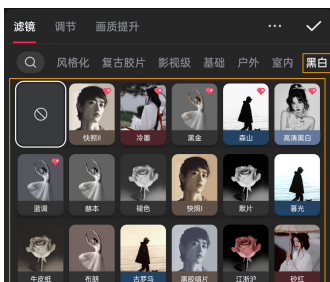 滤镜 调节 画质提升 ...
风格化 复古胶片 影视级 基础 户外 室内 黑白
快照II 冷墨 黑金 森山 高清黑白
蓝调 赫本 褪色 快照I 默片 暮光
牛皮纸 布朗 古罗马 黑胶唱片 江浙沪 砂红